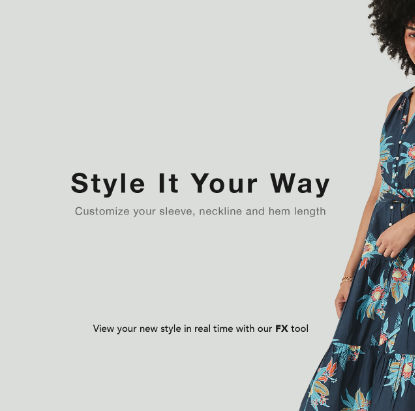 Style It Your Way
Customize your sleeve, neckline and hem length
View your new style in real time with our FX tool